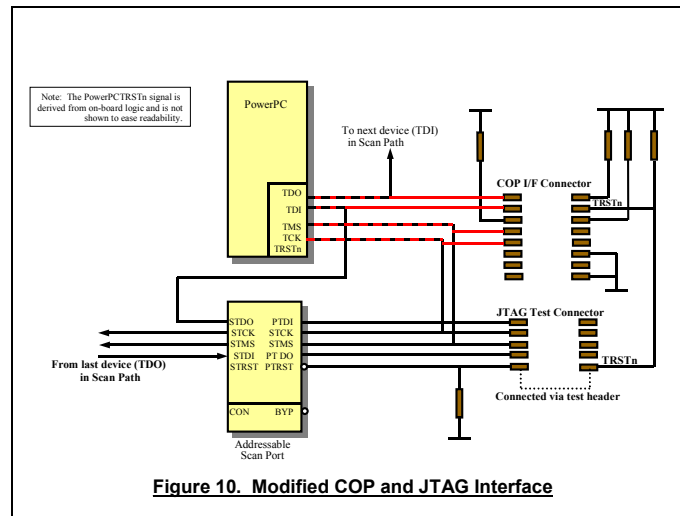 Note: The PowerPCTRSTn signal is
derived from on-board logic and is not
shown to ease readability.
PowerPC
To next device (TDI)
in Scan Path
COP I/F Connector
TDO
TDI
TMS
TCK
TRSTn
TRSTn
JTAG Test Connector
STDO
STCK
STMS
STDI
STRST
PTDI
STCK
STMS
PT DO
PTRST
From last device (TDO)
in Scan Path
TRSTn
Connected via test header
CON
BYP
Addressable
Scan Port
Figure 10. Modified COP and JTAG Interface